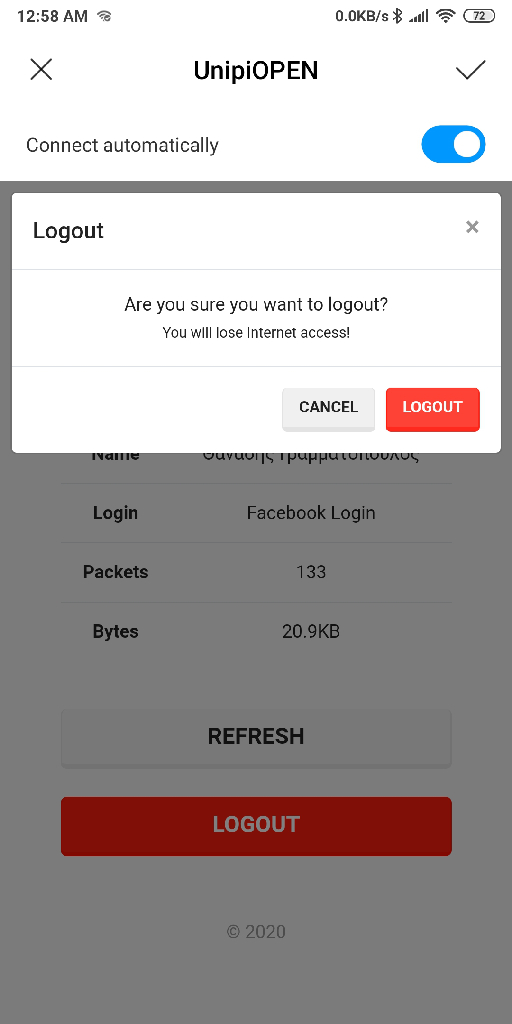 12:58 AM 0.0KB/s 72
UnipiOPEN
Connect automatically
Logout ×
Are you sure you want to logout?
You will lose internet access!
CANCEL LOGOUT
Name Θανάσης Γραμματόπουλος
Login Facebook Login
Packets 133
Bytes 20.9KB
REFRESH
LOGOUT
© 2020